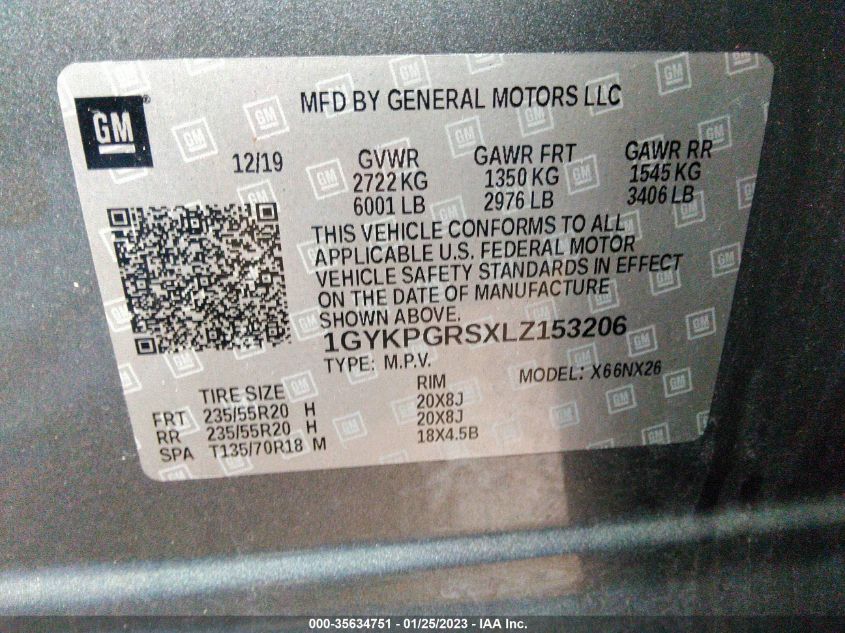 MFD BY GENERAL MOTORS LLC
GM
12/19 GVWR GAWR FRT GAWR RR
2722 KG 1350 KG 1545 KG
6001 LB 2976 LB 3406 LB
THIS VEHICLE CONFORMS TO ALL
APPLICABLE U.S. FEDERAL MOTOR
VEHICLE SAFETY STANDARDS IN EFFECT
ON THE DATE OF MANUFACTURE
SHOWN ABOVE.
1GYKPGRSXLZ153206
TYPE: M.P.V. MODEL: X66NX26
TIRE SIZE RIM
FRT 235/55R20 H 20X8J
RR 235/55R20 H 20X8J
SPA T135/70R18 M 18X4.5B
000-35634751 — 01/25/2023 — IAA Inc.